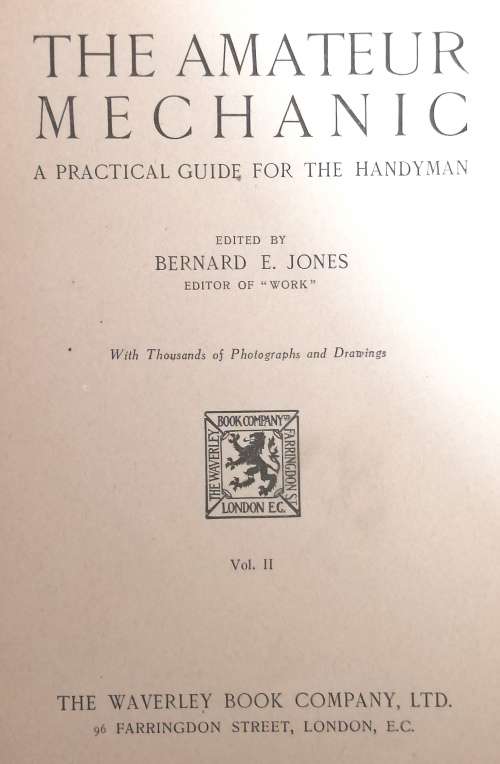 THE AMATEUR
MECHANIC
A PRACTICAL GUIDE FOR THE HANDYMAN
EDITED BY
BERNARD E. JONES
EDITOR OF "WORK"
With Thousands of Photographs and Drawings
THE WAVERLEY
BOOK COMPANY LTD
FARRINGDON ST.
LONDON E.C.
Vol. II
THE WAVERLEY BOOK COMPANY, LTD.
96 FARRINGDON STREET, LONDON, E.C.